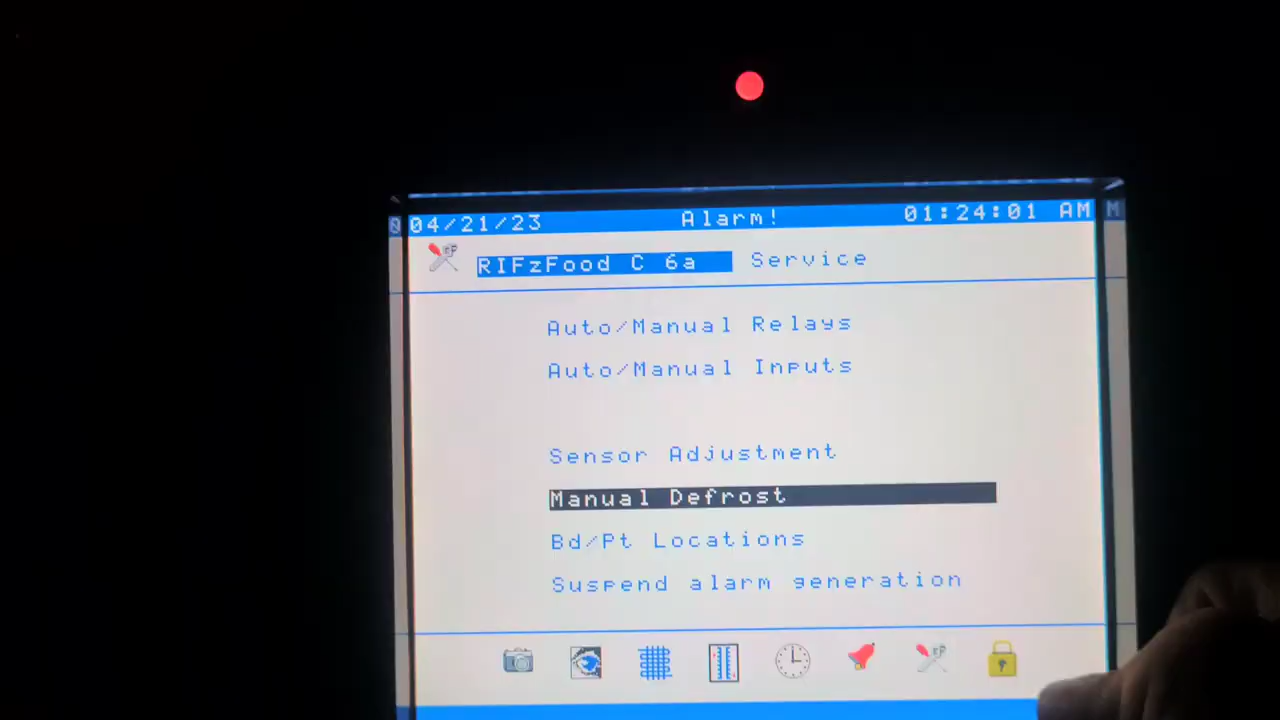 04/21/23 Alarm! 01:24:01 AM
RIFzFood C 6a Service
Auto/Manual Relays
Auto/Manual Inputs
Sensor Adjustment
Manual Defrost
Bd/Pt Locations
Suspend alarm generation